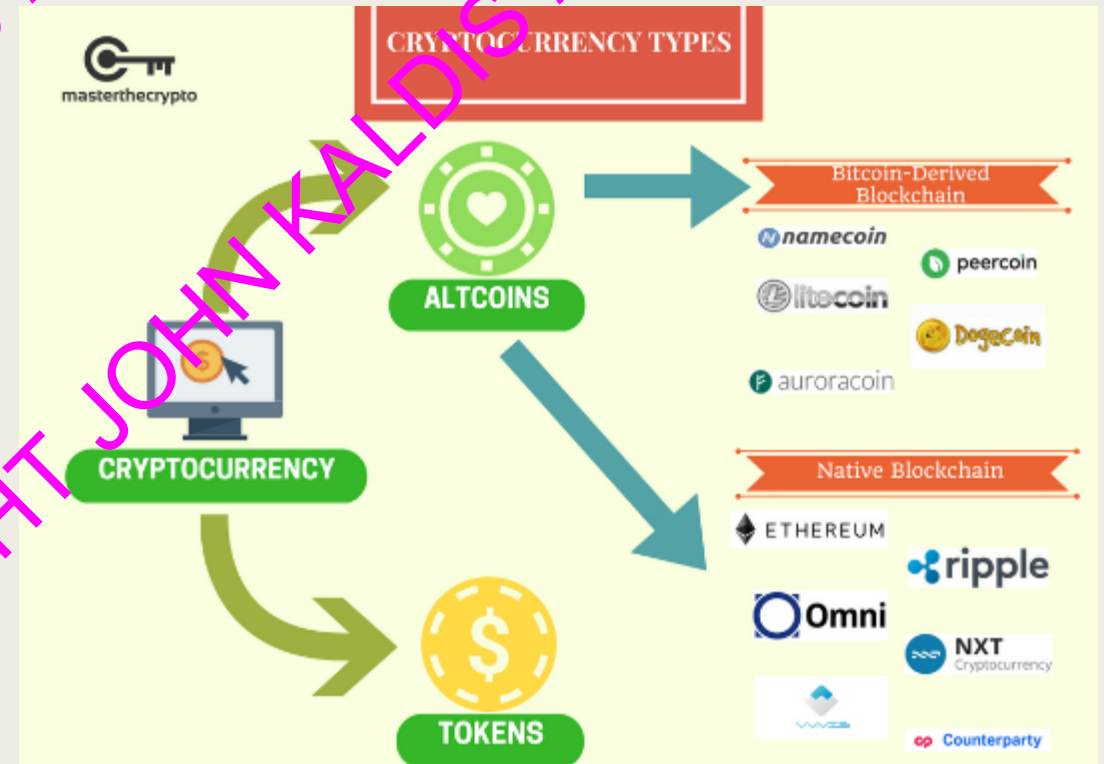 CRYPTOCURRENCY TYPES
masterthecrypto
Bitcoin-Derived
Blockchain
namecoin
peercoin
litecoin
DogeCoin
auroracoin
ALTCOINS
CRYPTOCURRENCY
Native Blockchain
ETHEREUM
ripple
Omni
NXT
Cryptocurrency
Counterparty
TOKENS
HT JOHN KALDIS